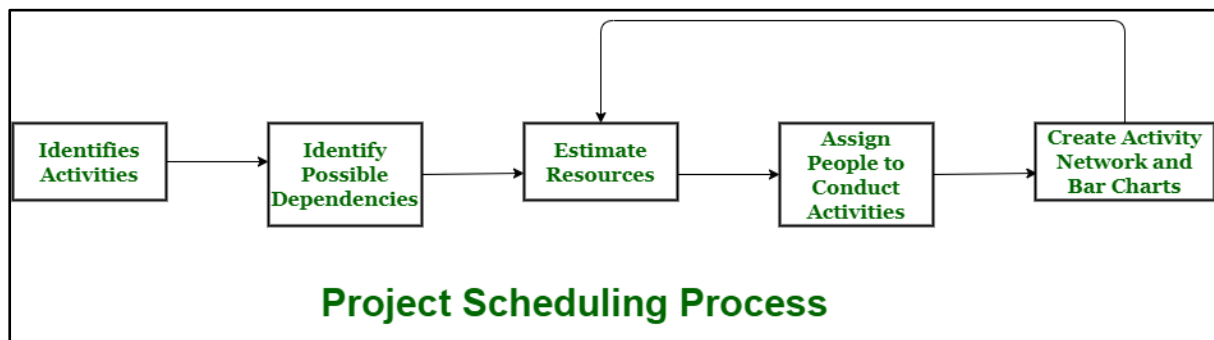 Identifies
Activities
Identify
Possible
Dependencies
Estimate
Resources
Assign
People to
Conduct
Activities
Create Activity
Network and
Bar Charts
Project Scheduling Process